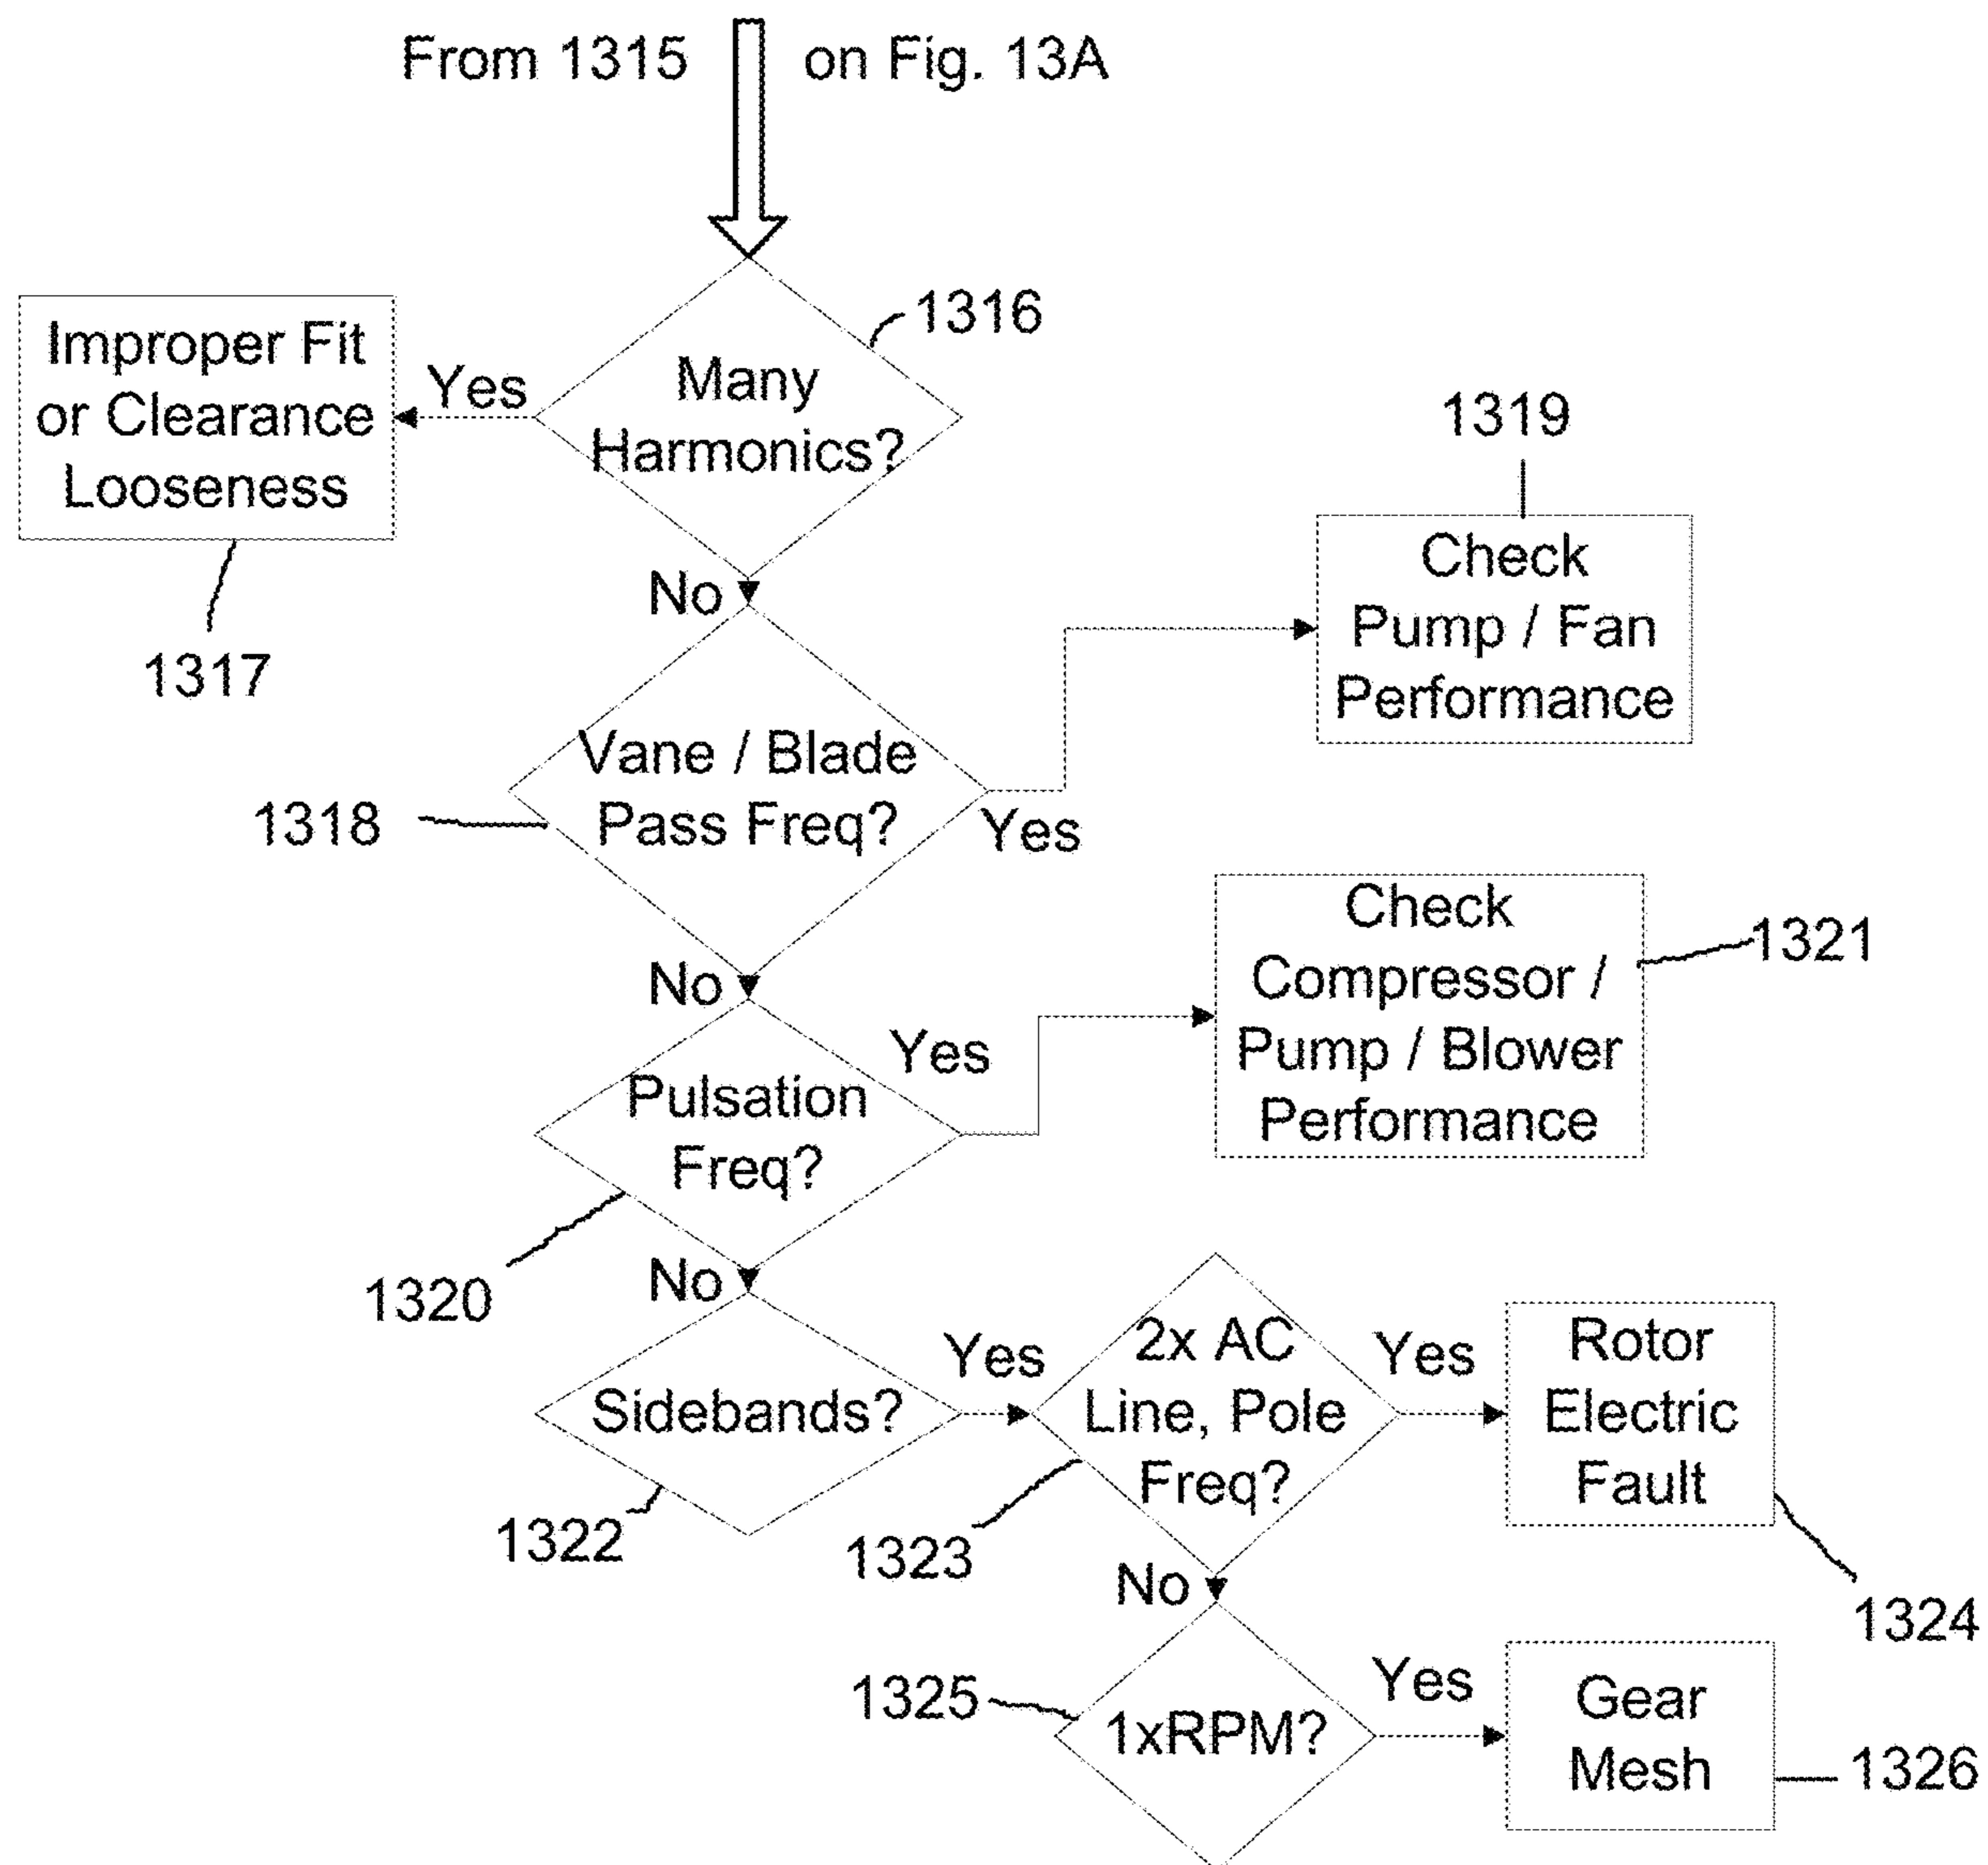 From 1315 on Fig. 13A
1316
Many
Harmonics?
Yes
Improper Fit
or Clearance
Looseness
1317
No
1319
Check
Pump / Fan
Performance
Vane / Blade
Pass Freq?
1318
Yes
No
Check
Compressor /
Pump / Blower
Performance
1321
Yes
Pulsation
Freq?
1320
No
Sidebands?
1322
Yes
2x AC
Line, Pole
Freq?
1323
Yes
Rotor
Electric
Fault
1324
No
1325
1xRPM?
Yes
Gear
Mesh
1326